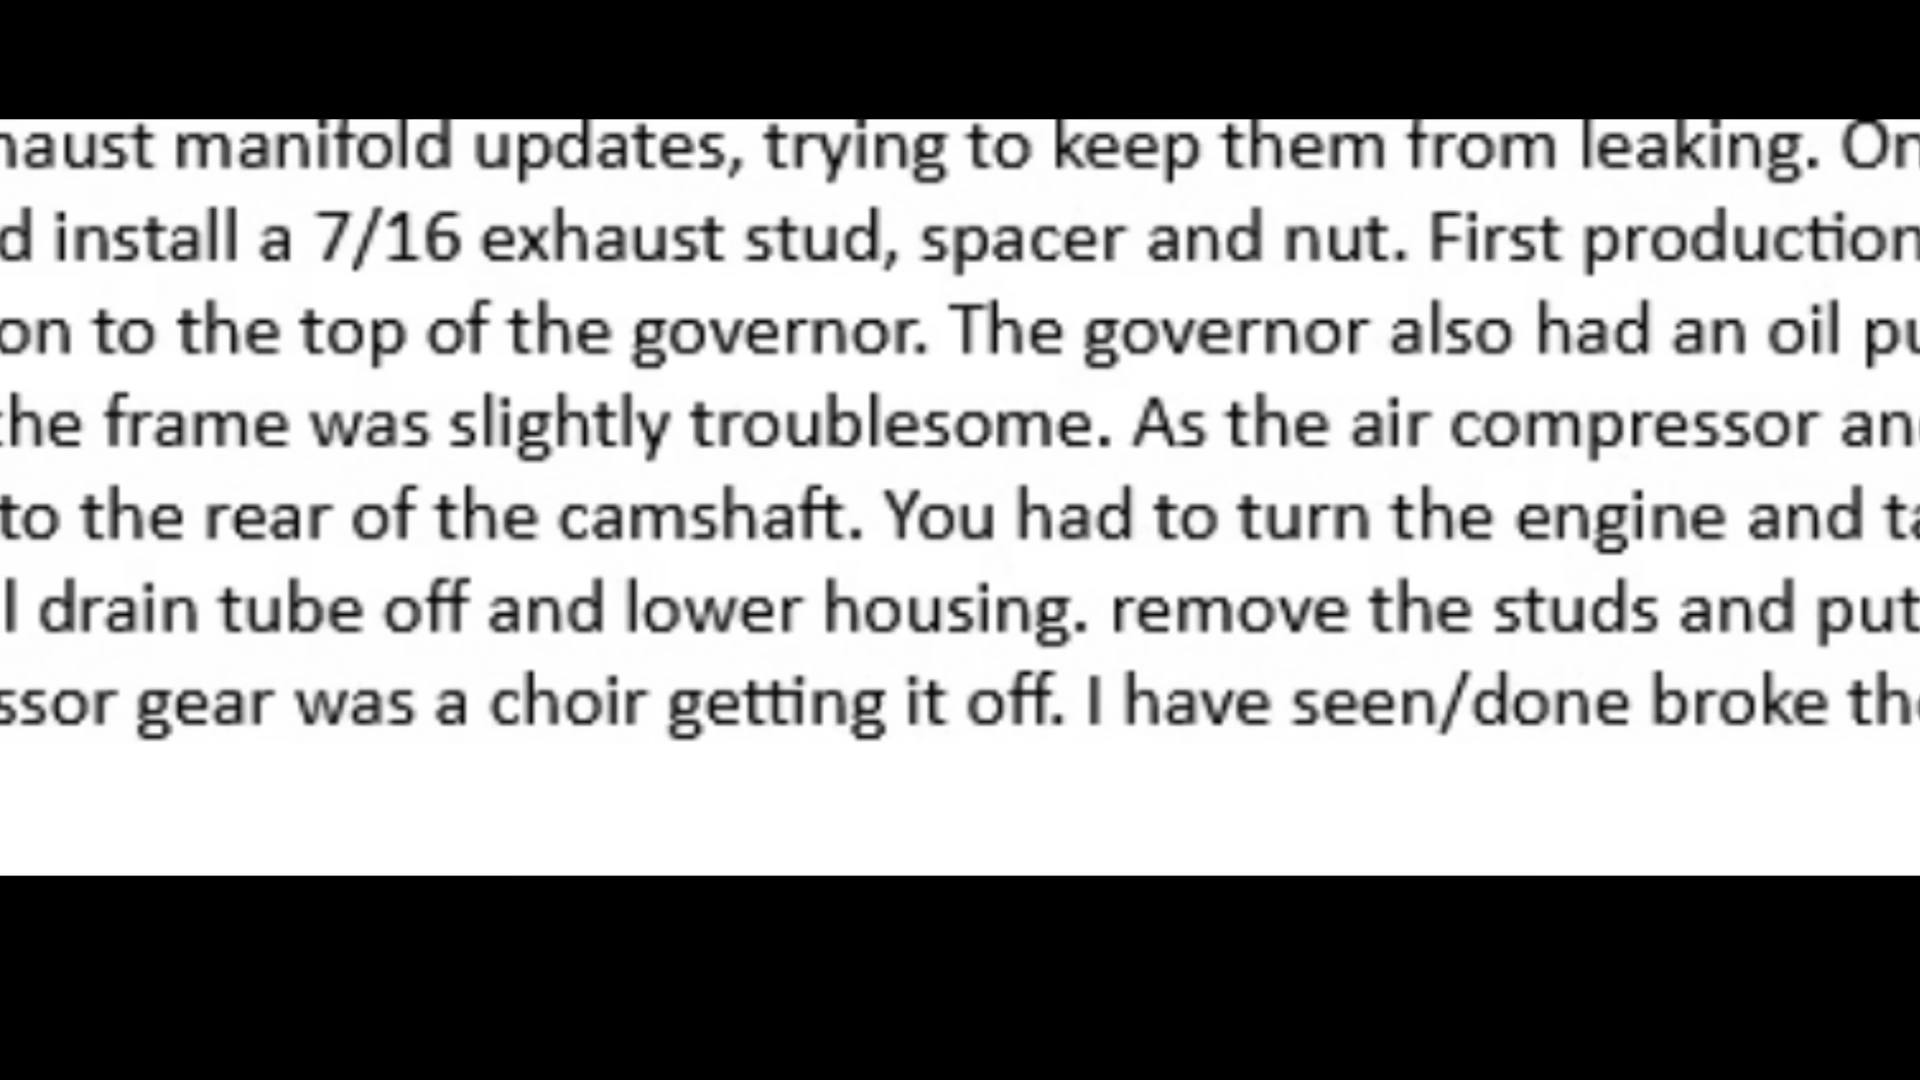 haust manifold updates, trying to keep them from leaking. On
d install a 7/16 exhaust stud, spacer and nut. First production
on to the top of the governor. The governor also had an oil pu
the frame was slightly troublesome. As the air compressor an
to the rear of the camshaft. You had to turn the engine and ta
l drain tube off and lower housing. remove the studs and put
ssor gear was a choir getting it off. I have seen/done broke the